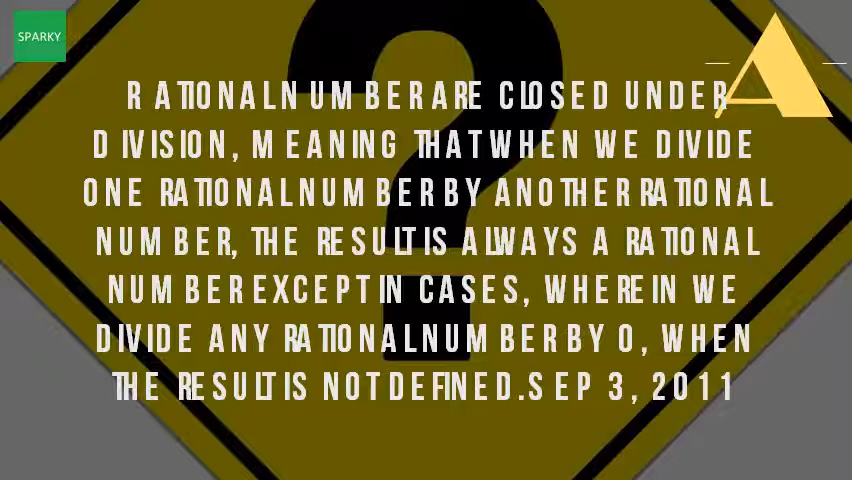 SPARKY
A
RATIONAL NUMBER ARE CLOSED UNDER
DIVISION, MEANING THAT WHEN WE DIVIDE
ONE RATIONAL NUMBER BY ANOTHER RATIONAL
NUMBER, THE RESULT IS ALWAYS A RATIONAL
NUMBER EXCEPT IN CASES, WHEREIN WE
DIVIDE ANY RATIONAL NUMBER BY 0, WHEN
THE RESULT IS NOT DEFINED.SEP 3, 2011